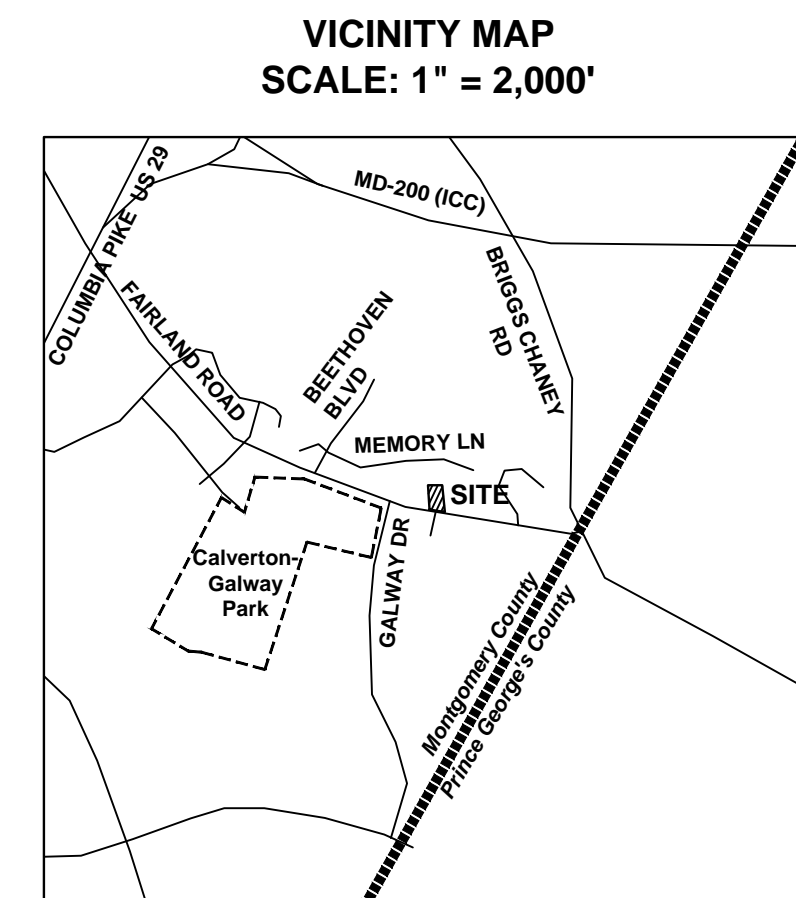 VICINITY MAP
SCALE: 1" = 2,000'
COLUMBIA PIKE US 29
MD-200 (ICC)
BRIGGS CHANEY
RD
FAIRLAND ROAD
BEETHOVEN
BLVD
MEMORY LN
SITE
Calverton-
Galway
Park
GALWAY DR
Montgomery County
Prince George's County